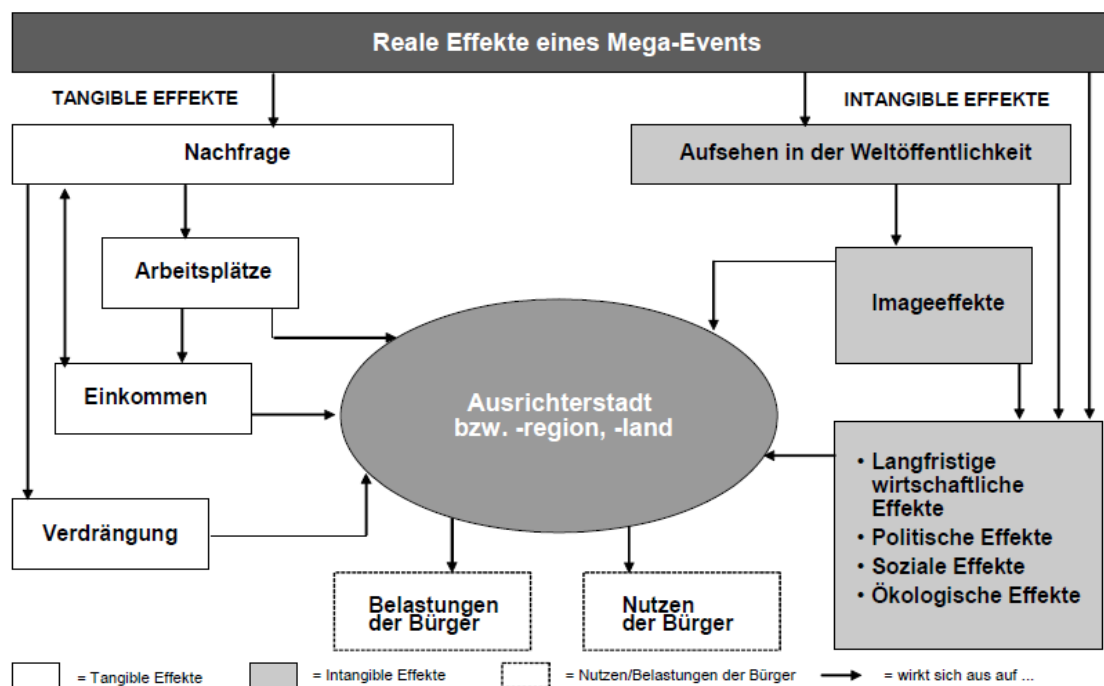 Reale Effekte eines Mega-Events
TANGIBLE EFFEKTE
INTANGIBLE EFFEKTE
Nachfrage
Aufsehen in der Weltöffentlichkeit
Arbeitsplätze
Imageeffekte
Einkommen
Ausrichterstadt
bzw. -region, -land
Verdrängung
• Langfristige
wirtschaftliche
Effekte
• Politische Effekte
• Soziale Effekte
• Ökologische Effekte
Belastungen
der Bürger
Nutzen
der Bürger
= Tangible Effekte
= Intangible Effekte
= Nutzen/Belastungen der Bürger
= wirkt sich aus auf ...